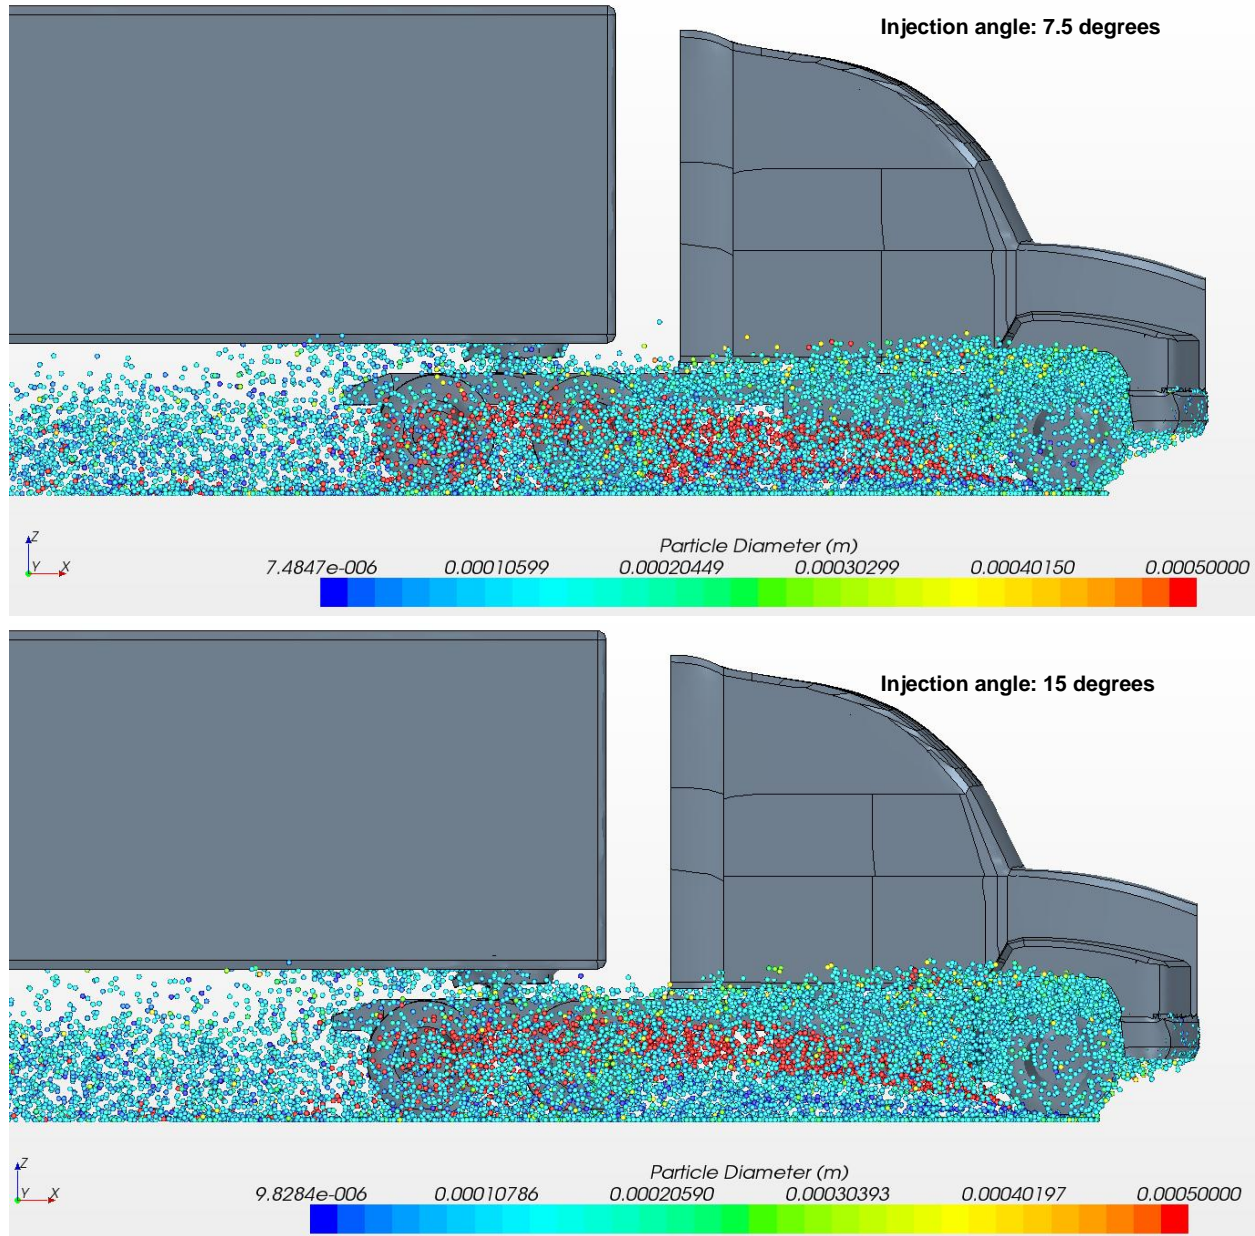 Injection angle: 7.5 degrees
Z
Y X
Particle Diameter (m)
7.4847e-006 0.00010599 0.00020449 0.00030299 0.00040150 0.00050000
Injection angle: 15 degrees
Z
Y X
Particle Diameter (m)
9.8284e-006 0.00010786 0.00020590 0.00030393 0.00040197 0.00050000